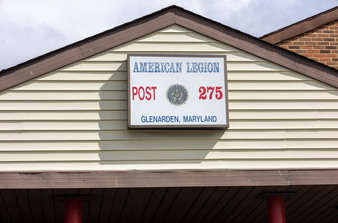 AMERICAN LEGION
POST 275
GLENARDEN, MARYLAND